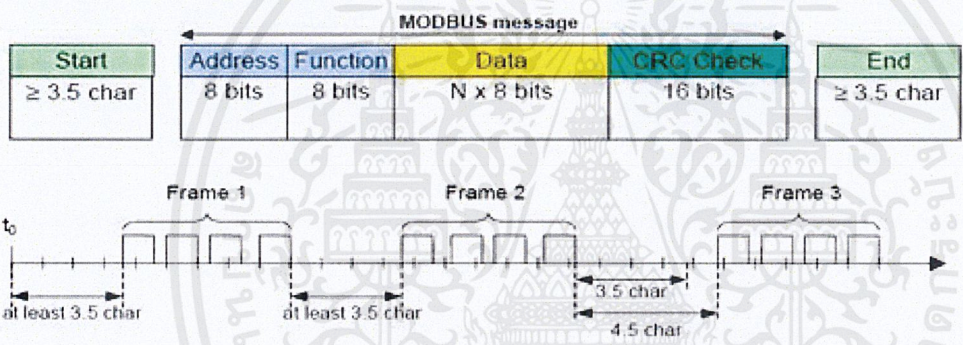 MODBUS message
Start Address Function Data CRC Check End
≥ 3.5 char 8 bits 8 bits N x 8 bits 16 bits ≥ 3.5 char
Frame 1 Frame 2 Frame 3
t0
at least 3.5 char at least 3.5 char 3.5 char
4.5 char